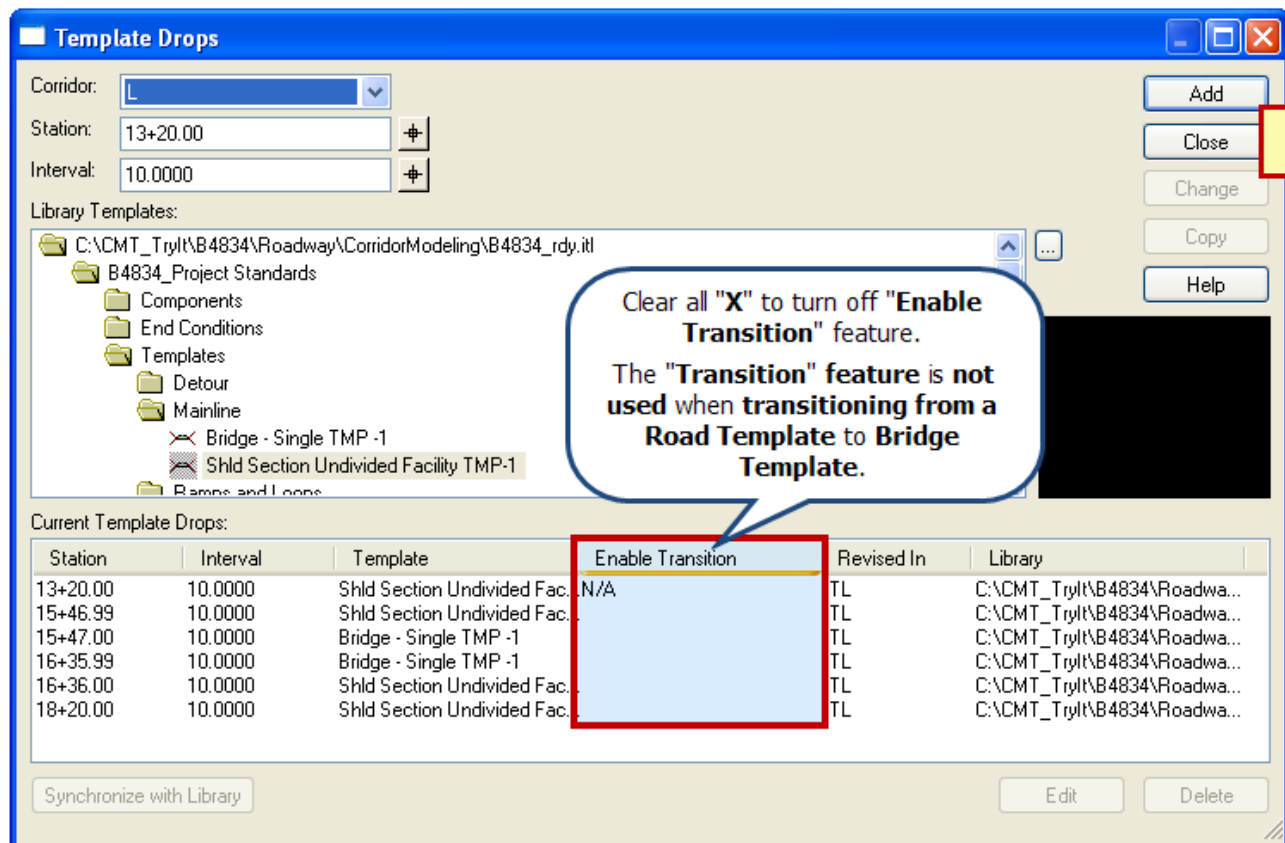 Template Drops
Corridor: L
Station: 13+20.00
Interval: 10.0000
Add
Close
Change
Copy
Help
Library Templates:
C:\CMT_TryIt\B4834\Roadway\CorridorModeling\B4834_rdy.itl
...
B4834_Project Standards
Components
End Conditions
Templates
Detour
Mainline
Bridge - Single TMP -1
Shld Section Undivided Facility TMP-1
Ramps and Loops
Clear all "X" to turn off "Enable
Transition" feature.
The "Transition" feature is not
used when transitioning from a
Road Template to Bridge
Template.
Current Template Drops:
Station Interval Template Enable Transition Revised In Library
13+20.00 10.0000 Shld Section Undivided Fac... N/A TL C:\CMT_TryIt\B4834\Roadwa...
15+46.99 10.0000 Shld Section Undivided Fac... TL C:\CMT_TryIt\B4834\Roadwa...
15+47.00 10.0000 Bridge - Single TMP -1 TL C:\CMT_TryIt\B4834\Roadwa...
16+35.99 10.0000 Bridge - Single TMP -1 TL C:\CMT_TryIt\B4834\Roadwa...
16+36.00 10.0000 Shld Section Undivided Fac... TL C:\CMT_TryIt\B4834\Roadwa...
18+20.00 10.0000 Shld Section Undivided Fac... TL C:\CMT_TryIt\B4834\Roadwa...
Synchronize with Library
Edit
Delete